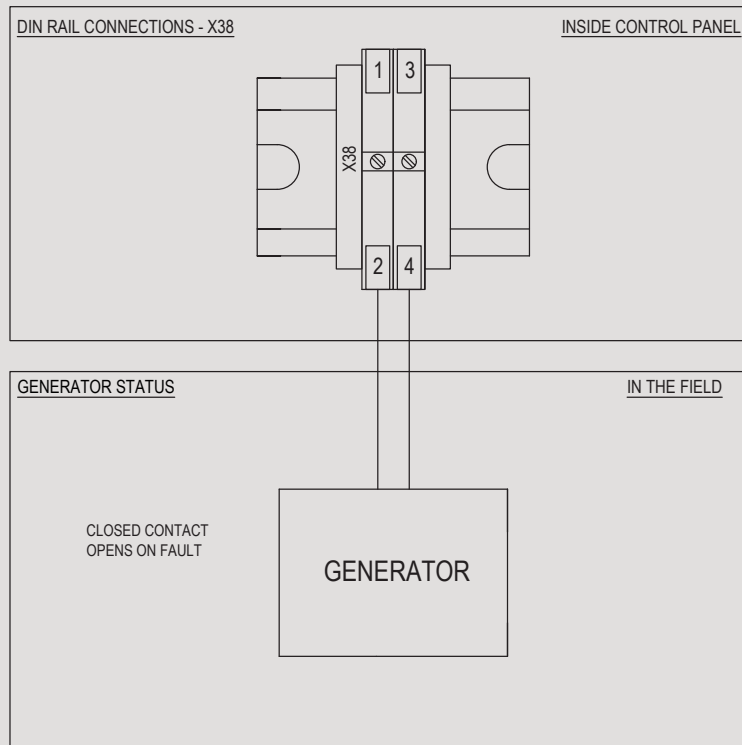 DIN RAIL CONNECTIONS - X38
INSIDE CONTROL PANEL
1 3
X38
2 4
GENERATOR STATUS
IN THE FIELD
CLOSED CONTACT
OPENS ON FAULT
GENERATOR